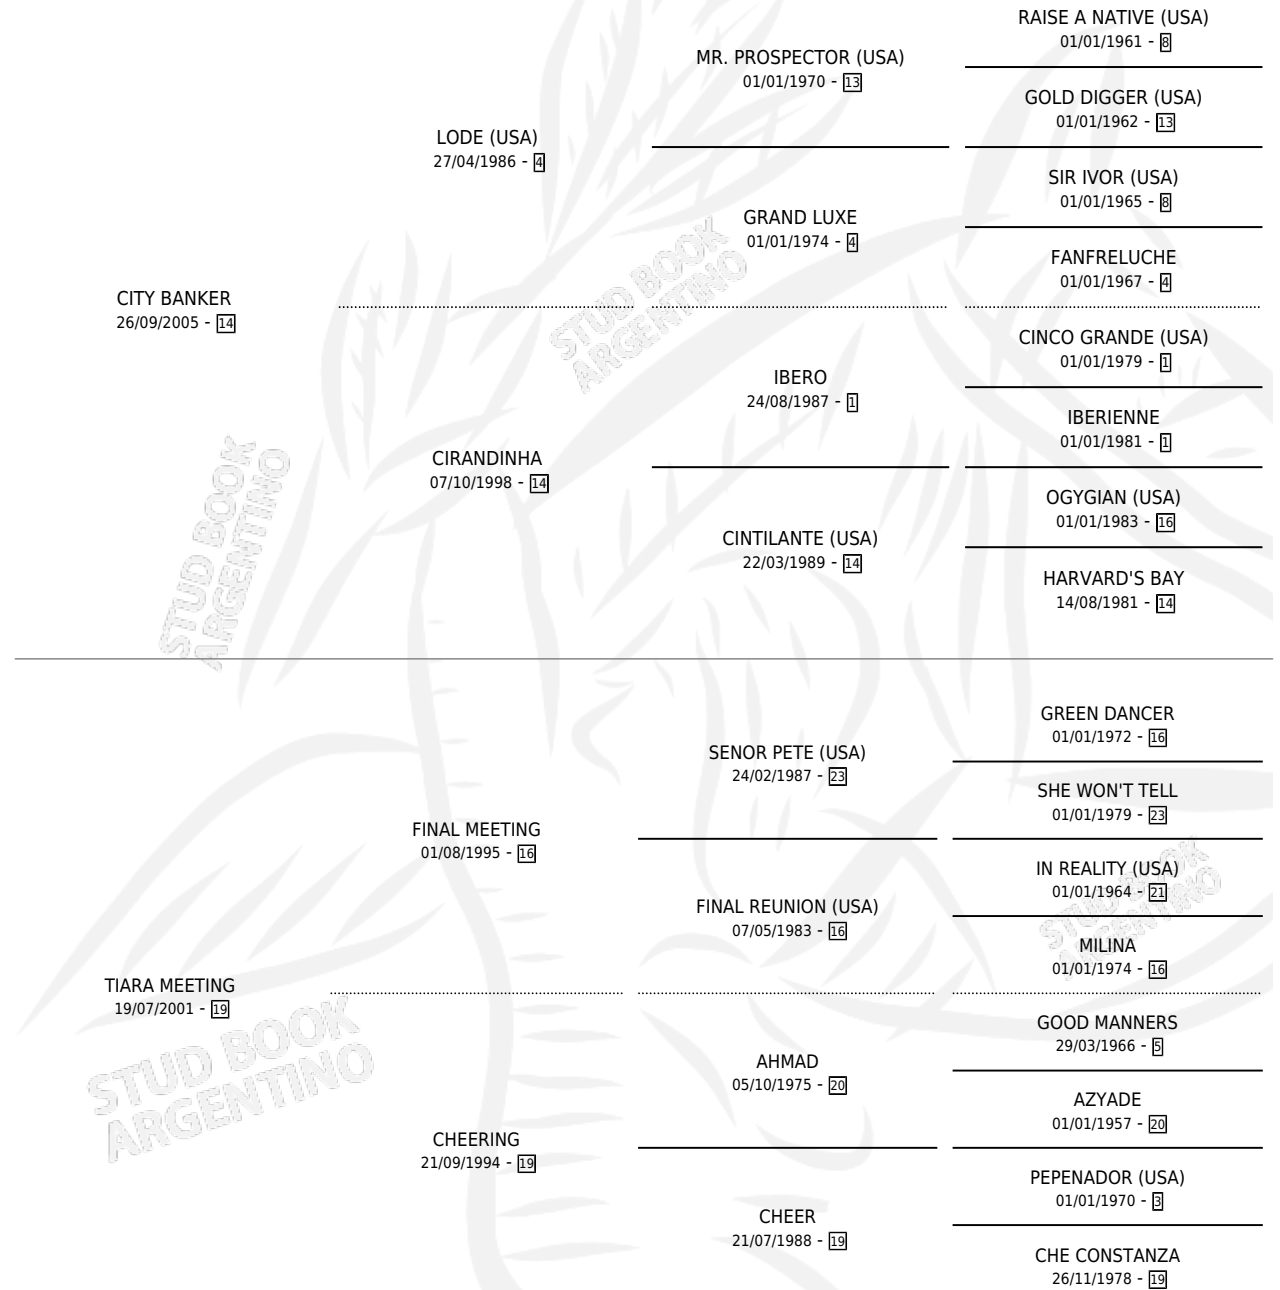 RAISE A NATIVE (USA)
01/01/1961 - 8
MR. PROSPECTOR (USA)
01/01/1970 - 13
GOLD DIGGER (USA)
01/01/1962 - 13
LODE (USA)
27/04/1986 - 4
SIR IVOR (USA)
01/01/1965 - 8
GRAND LUXE
01/01/1974 - 4
FANFRELUCHE
01/01/1967 - 4
STUD BOOK
ARGENTINO
CITY BANKER
26/09/2005 - 14
CINCO GRANDE (USA)
01/01/1979 - 1
IBERO
24/08/1987 - 1
IBERIENNE
01/01/1981 - 1
CIRANDINHA
07/10/1998 - 14
OGYGIAN (USA)
01/01/1983 - 16
CINTILANTE (USA)
22/03/1989 - 14
HARVARD'S BAY
14/08/1981 - 14
STUD BOOK
ARGENTINO
GREEN DANCER
01/01/1972 - 16
SENOR PETE (USA)
24/02/1987 - 23
SHE WON'T TELL
01/01/1979 - 23
FINAL MEETING
01/08/1995 - 16
IN REALITY (USA)
01/01/1964 - 21
FINAL REUNION (USA)
07/05/1983 - 16
MILINA
01/01/1974 - 16
STUD BOOK
ARGENTINO
TIARA MEETING
19/07/2001 - 19
GOOD MANNERS
29/03/1966 - 5
AHMAD
05/10/1975 - 20
AZYADE
01/01/1957 - 20
STUD BOOK
ARGENTINO
CHEERING
21/09/1994 - 19
PEPENADOR (USA)
01/01/1970 - 3
CHEER
21/07/1988 - 19
CHE CONSTANZA
26/11/1978 - 19